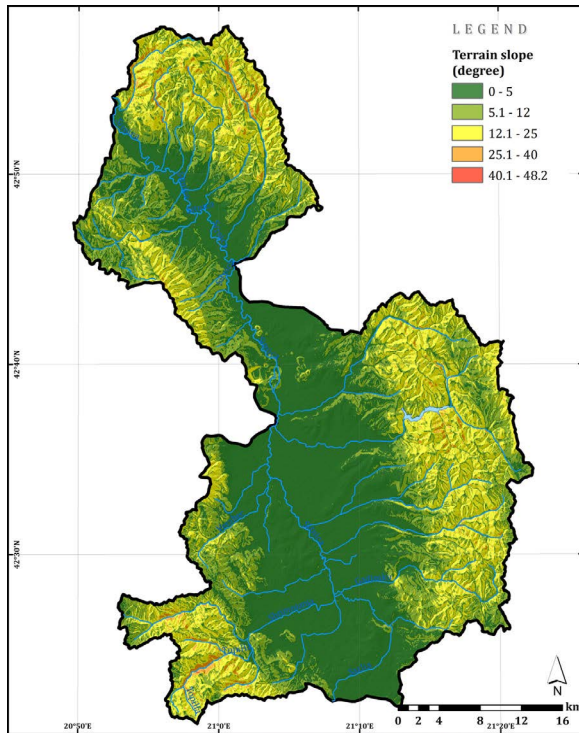 LEGEND
Terrain slope
(degree)
0 - 5
5.1 - 12
12.1 - 25
25.1 - 40
40.1 - 48.2
42°50'N
42°40'N
42°30'N
N
km
0 2 4 8 12 16
20°50'E
21°0'E
21°10'E
21°20'E